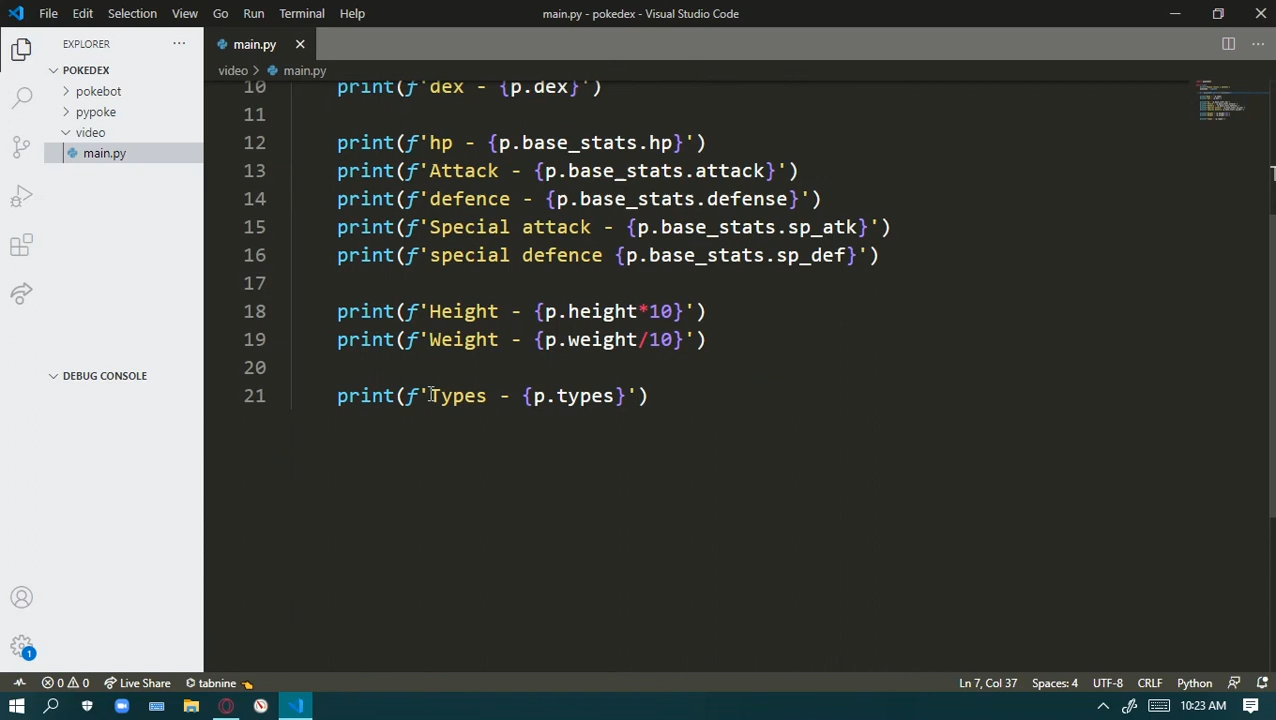 File Edit Selection View Go Run Terminal Help main.py - pokedex - Visual Studio Code
EXPLORER
POKEDEX
pokebot
pypoke
video
main.py
DEBUG CONSOLE
main.py
video > main.py
10 print(f'dex - {p.dex}')
11
12 print(f'hp - {p.base_stats.hp}')
13 print(f'Attack - {p.base_stats.attack}')
14 print(f'defence - {p.base_stats.defense}')
15 print(f'Special attack - {p.base_stats.sp_atk}')
16 print(f'special defence {p.base_stats.sp_def}')
17
18 print(f'Height - {p.height*10}')
19 print(f'Weight - {p.weight/10}')
20
21 print(f'Types - {p.types}')
1
0 0 Live Share tabnine Ln 7, Col 37 Spaces: 4 UTF-8 CRLF Python
10:23 AM